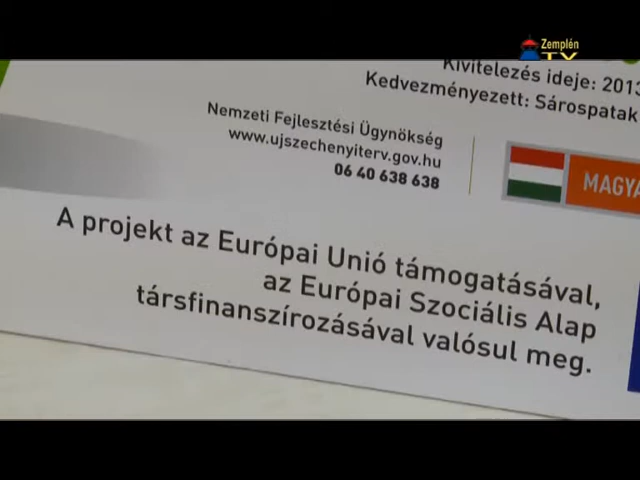 Zemplén
TV
Kivitelezés ideje: 2013
Kedvezményezett: Sárospatak
Nemzeti Fejlesztési Ügynökség
www.ujszechenyiterv.gov.hu
06 40 638 638
MAGYA
A projekt az Európai Unió támogatásával,
az Európai Szociális Alap
társfinanszírozásával valósul meg.